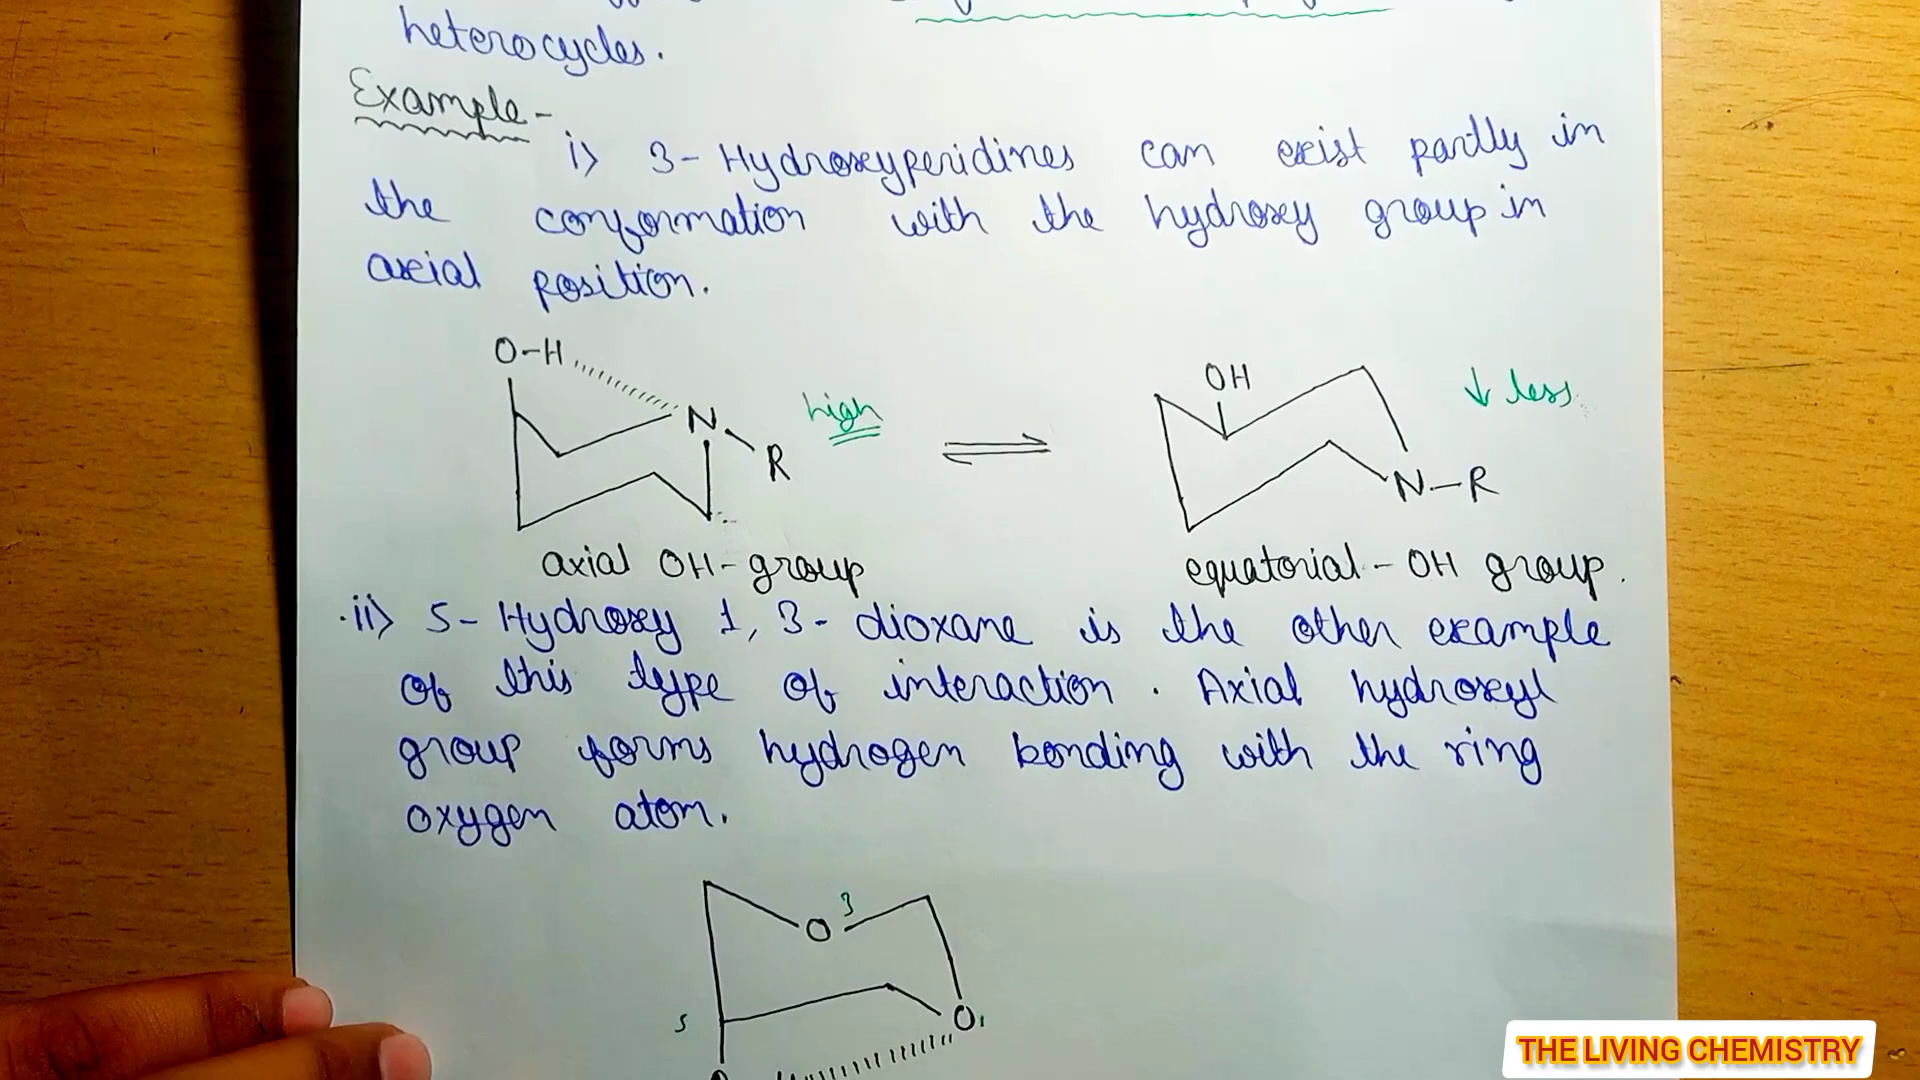 heterocycles.
Example-
i) 3-Hydroxyperidines can exist partly in
the conformation with the hydroxy group in
axial position.
O-H
N
R
high
OH
↓ less
N-R
axial OH-group
equatorial-OH group.
ii) 5-Hydroxy 1,3-dioxane is the other example
of this type of interaction. Axial hydroxyl
group forms hydrogen bonding with the ring
oxygen atom.
3
O
5
O1
THE LIVING CHEMISTRY